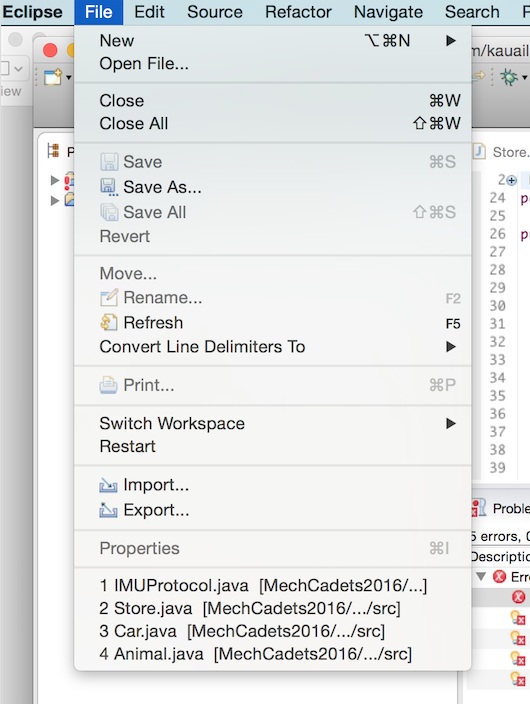 Eclipse File Edit Source Refactor Navigate Search
New ⌥⌘N ▶
Open File...
Close ⌘W
Close All ⇧⌘W
Save ⌘S
Save As...
Save All ⇧⌘S
Revert
Move...
Rename... F2
Refresh F5
Convert Line Delimiters To ▶
Print... ⌘P
Switch Workspace ▶
Restart
Import...
Export...
Properties ⌘I
1 IMUProtocol.java [MechCadets2016/...]
2 Store.java [MechCadets2016/.../src]
3 Car.java [MechCadets2016/.../src]
4 Animal.java [MechCadets2016/.../src]
iew
m/kauail
Store.
2
24
25
26
27
28
29
30
31
32
33
34
35
36
37
38
39
Proble
5 errors, 0
Descriptio
Erro